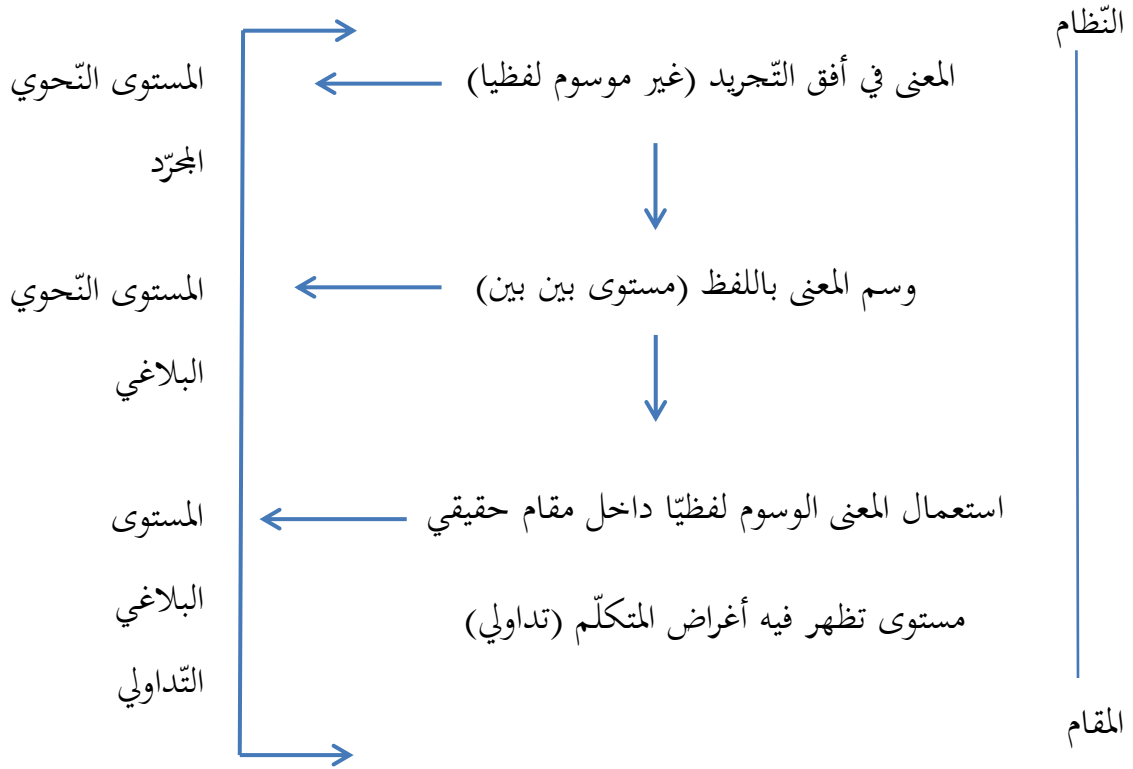 النّظام
المعنى في أفق التّجريد (غير موسوم لفظيا)
المستوى النّحوي
المجرّد
وسم المعنى باللفظ (مستوى بين بين)
المستوى النّحوي
البلاغي
استعمال المعنى الوسوم لفظيّا داخل مقام حقيقي
المستوى
مستوى تظهر فيه أغراض المتكلّم (تداولي)
البلاغي
التّداولي
المقام